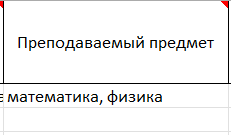 Преподаваемый предмет
математика, физика